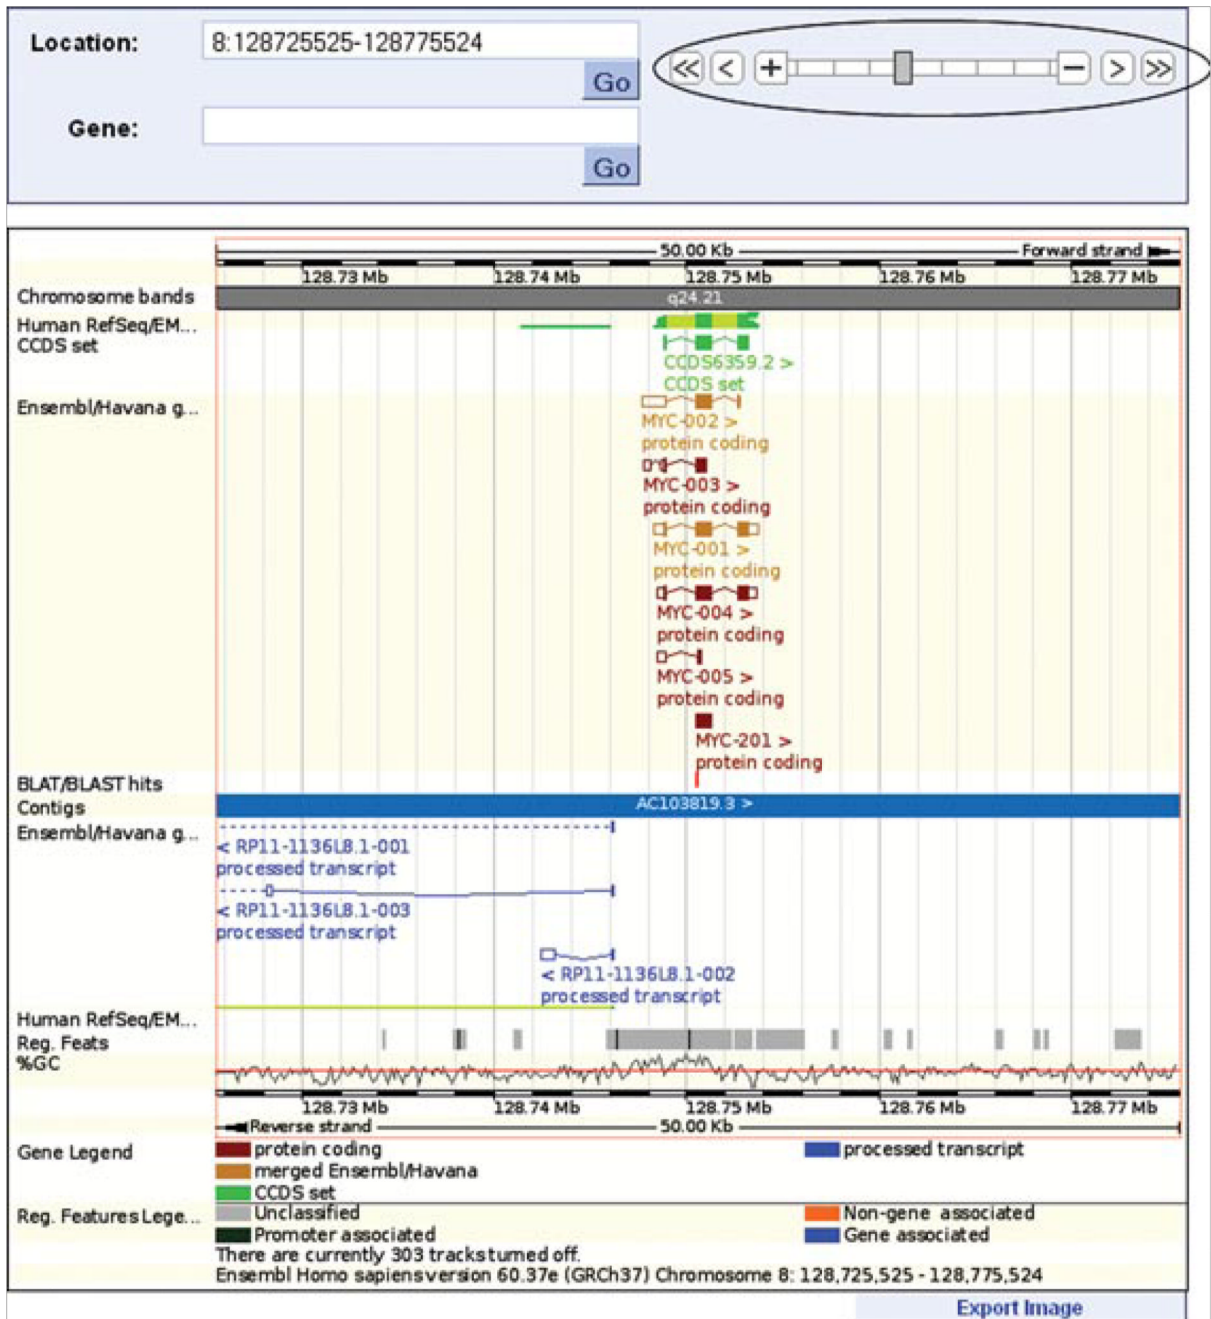 Location: 8:128725525-128775524
Go
<< < + − > >>
Gene:
Go
50.00 Kb Forward strand
128.73 Mb 128.74 Mb 128.75 Mb 128.76 Mb 128.77 Mb
Chromosome bands q24.21
Human RefSeq/EM...
CCDS set
CCDS6359.2 >
CCDS set
Ensembl/Havana g...
MYC-002 >
protein coding
MYC-003 >
protein coding
MYC-001 >
protein coding
MYC-004 >
protein coding
MYC-005 >
protein coding
MYC-201 >
protein coding
BLAT/BLAST hits
Contigs AC103819.3 >
Ensembl/Havana g...
< RP11-1136L8.1-001
processed transcript
< RP11-1136L8.1-003
processed transcript
< RP11-1136L8.1-002
processed transcript
Human RefSeq/EM...
Reg. Feats
%GC
128.73 Mb 128.74 Mb 128.75 Mb 128.76 Mb 128.77 Mb
Reverse strand 50.00 Kb
Gene Legend protein coding processed transcript
merged Ensembl/Havana
CCDS set
Reg. Features Lege... Unclassified Non-gene associated
Promoter associated Gene associated
There are currently 303 tracks turned off.
Ensembl Homo sapiens version 60.37e (GRCh37) Chromosome 8: 128,725,525 - 128,775,524
Export Image